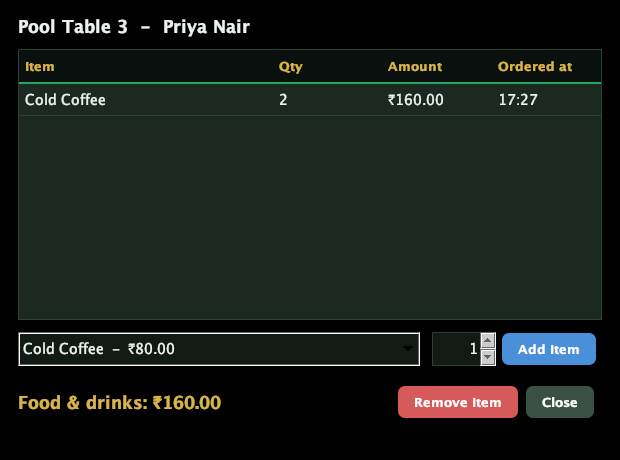 Pool Table 3 – Priya Nair
Item Qty Amount Ordered at
Cold Coffee 2 ₹160.00 17:27
Cold Coffee – ₹80.00 1 Add Item
Food & drinks: ₹160.00 Remove Item Close